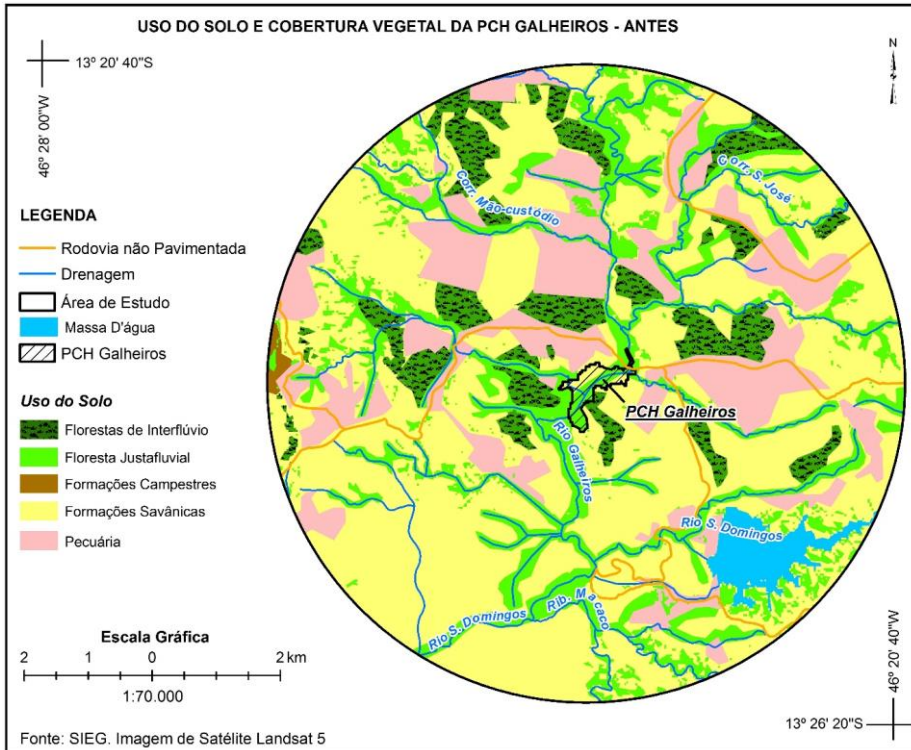 USO DO SOLO E COBERTURA VEGETAL DA PCH GALHEIROS - ANTES
13º 20' 40"S
46º 28' 00"W
N
LEGENDA
Rodovia não Pavimentada
Drenagem
Área de Estudo
Massa D'água
PCH Galheiros
Uso do Solo
Florestas de Interflúvio
Floresta Justafluvial
Formações Campestres
Formações Savânicas
Pecuária
Escala Gráfica
2 1 0 2 km
1:70.000
Fonte: SIEG. Imagem de Satélite Landsat 5
Corr. S. José
Corr. Mão-custódio
PCH Galheiros
Rio Galheiros
Rio S. Domingos
Rib. Macaco
Rio S. Domingos
46º 20' 40"W
13º 26' 20"S